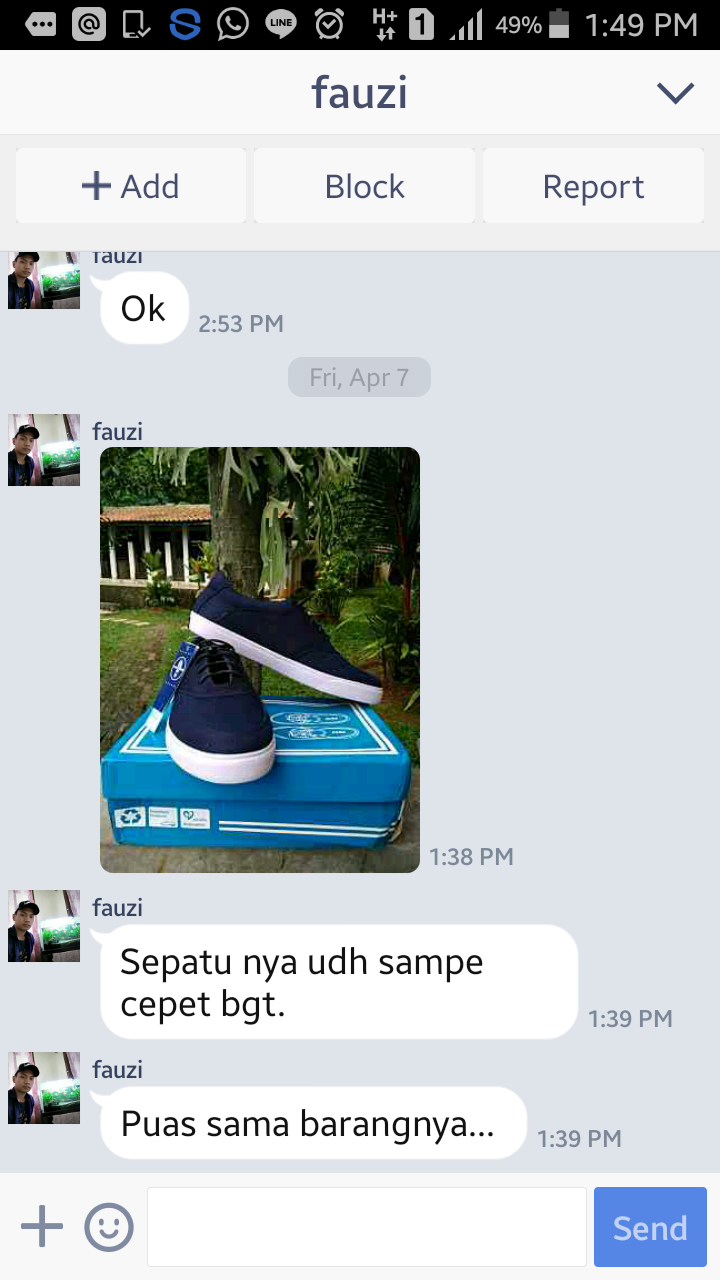 LINE
H+
1
49%
1:49 PM
fauzi
+ Add
Block
Report
fauzi
Ok
2:53 PM
Fri, Apr 7
fauzi
1:38 PM
fauzi
Sepatu nya udh sampe
cepet bgt.
1:39 PM
fauzi
Puas sama barangnya...
1:39 PM
Send